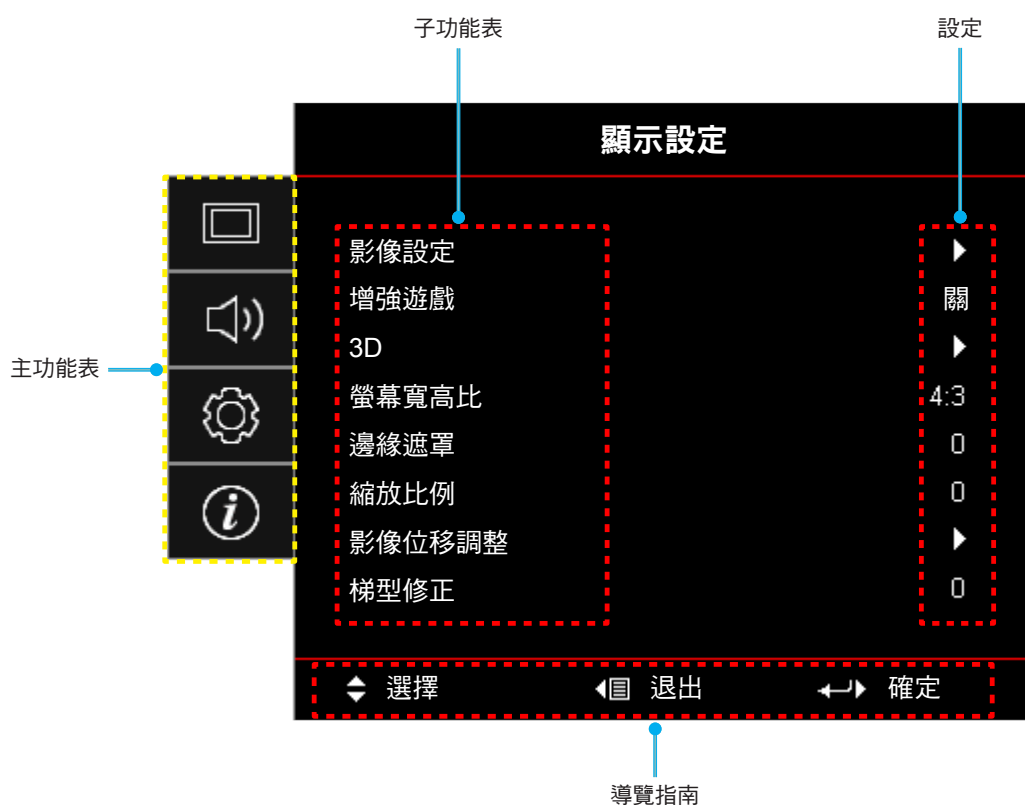 子功能表 設定
顯示設定
影像設定
增強遊戲 關
3D
螢幕寬高比 4:3
邊緣遮罩 0
縮放比例 0
影像位移調整
梯型修正 0
主功能表
選擇 退出 確定
導覽指南